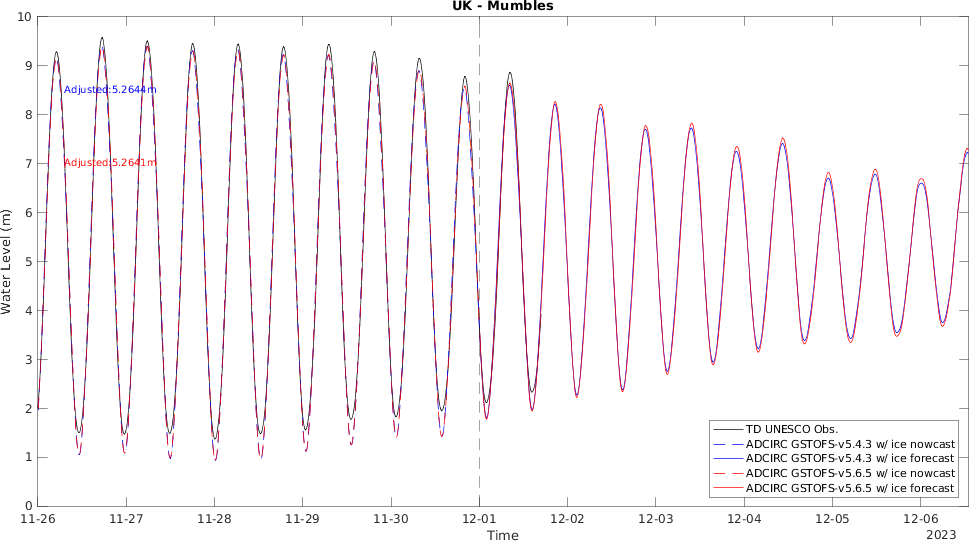 UK - Mumbles
10
9
8
7
6
5
4
3
2
1
0
Water Level (m)
Adjusted:5.2644m
Adjusted:5.2641m
TD UNESCO Obs.
ADCIRC GSTOFS-v5.4.3 w/ ice nowcast
ADCIRC GSTOFS-v5.4.3 w/ ice forecast
ADCIRC GSTOFS-v5.6.5 w/ ice nowcast
ADCIRC GSTOFS-v5.6.5 w/ ice forecast
11-26 11-27 11-28 11-29 11-30 12-01 12-02 12-03 12-04 12-05 12-06
Time
2023